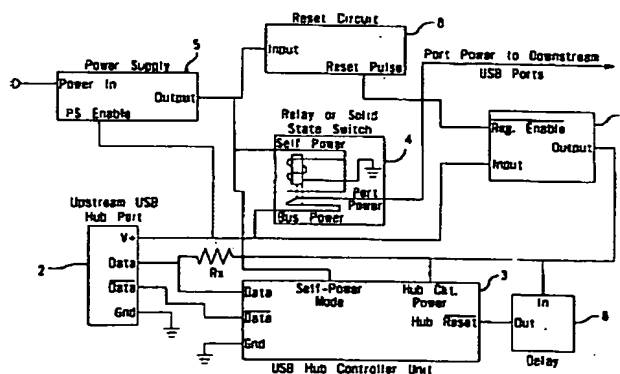 Reset Circuit
8
Input
Reset Pulse
5
Power Supply
Power In
Output
PS Enable
Port Power to Downstream
USB Ports
Relay or Solid
State Switch
4
Self Power
Port
Power
Bus Power
Reg. Enable
Output
Input
Upstream USB
Hub Port
V+
2
Data
Data
Gnd
Rx
Self-Power
Mode
Hub Cat.
Power
3
Data
Data
Gnd
Hub Reset
USB Hub Controller Unit
In
Out
6
Delay